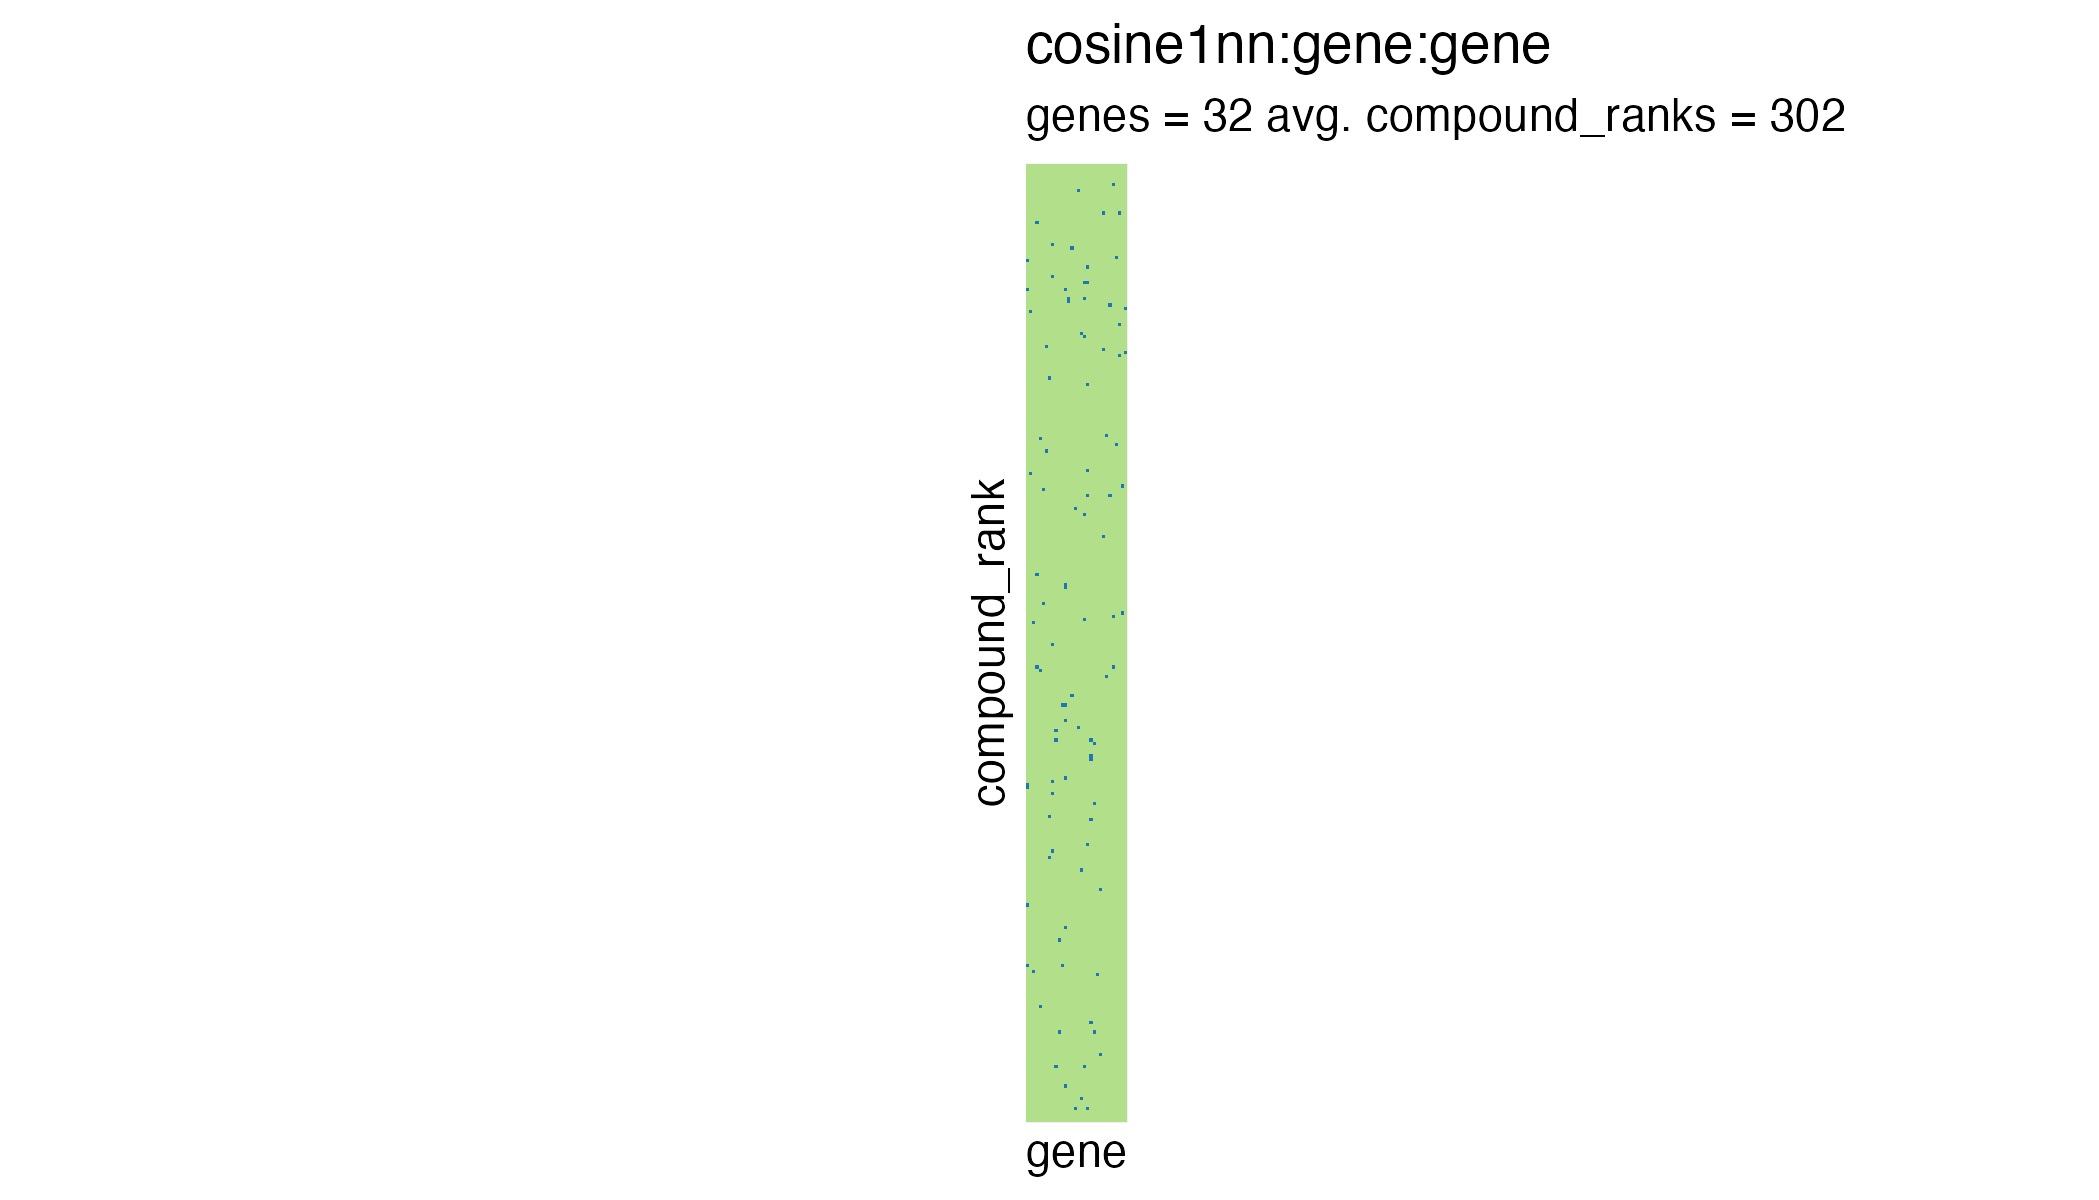 cosine1nn:gene:gene
genes = 32 avg. compound_ranks = 302
compound_rank
gene